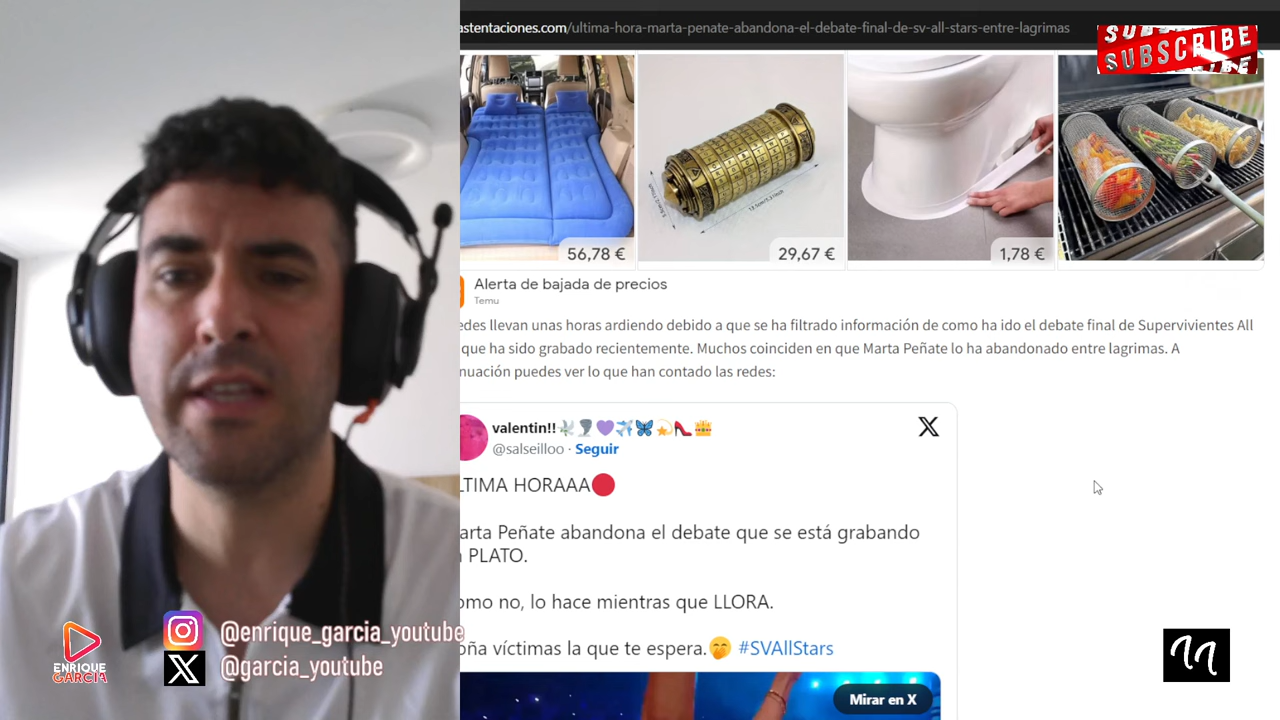 astentaciones.com/ultima-hora-marta-penate-abandona-el-debate-final-de-sv-all-stars-entre-lagrimas
SUBSCRIBE
56,78 €
29,67 €
1,78 €
Alerta de bajada de precios
Temu
edes llevan unas horas ardiendo debido a que se ha filtrado información de como ha ido el debate final de Supervivientes All
que ha sido grabado recientemente. Muchos coinciden en que Marta Peñate lo ha abandonado entre lagrimas. A
nuación puedes ver lo que han contado las redes:
valentin!!
@salseilloo · Seguir
LTIMA HORAAA
arta Peñate abandona el debate que se está grabando
PLATO.
omo no, lo hace mientras que LLORA.
oña víctimas la que te espera. #SVAllStars
Mirar en X
@enrique_garcia_youtube
@garcia_youtube
ENRIQUE
GARCIA